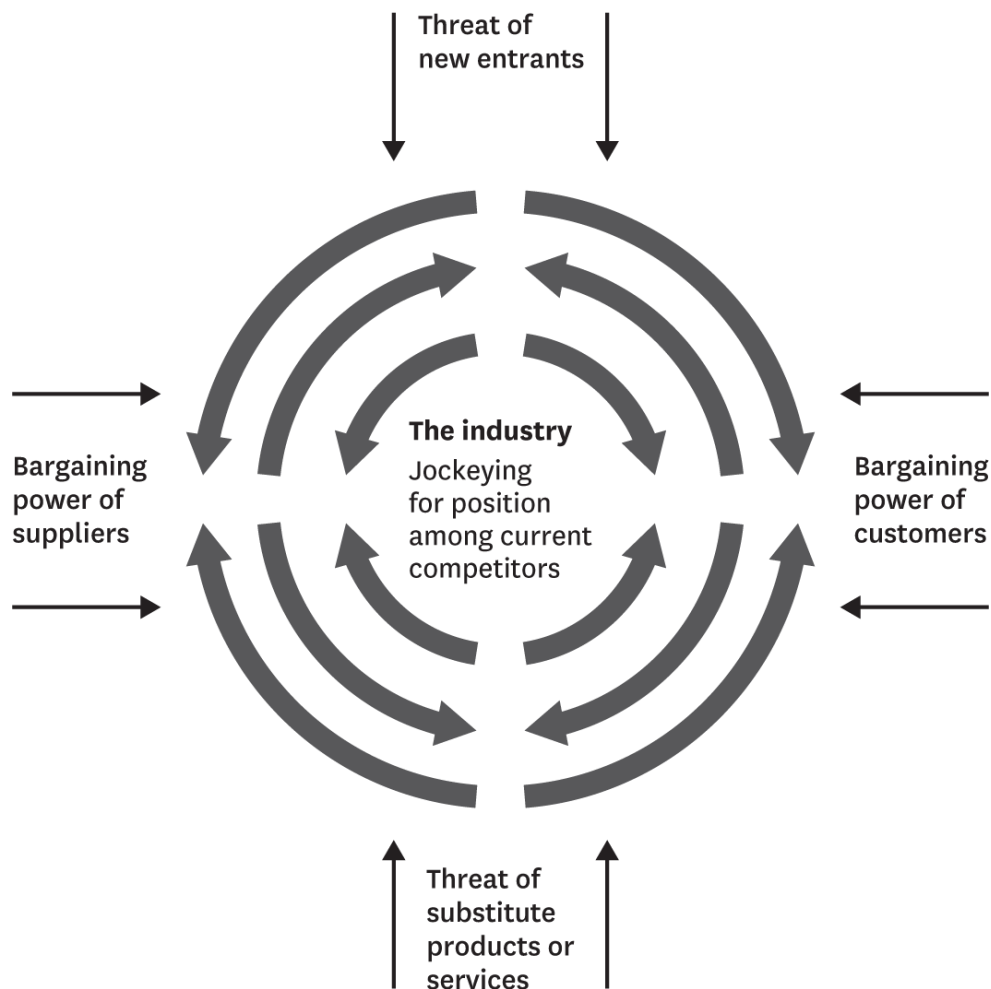 Threat of
new entrants
The industry
Jockeying
for position
among current
competitors
Bargaining
power of
suppliers
Bargaining
power of
customers
Threat of
substitute
products or
services